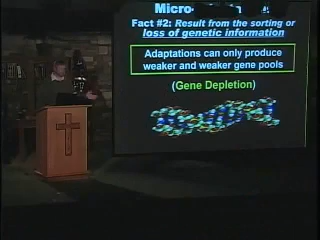 Micro-
Fact #2: Result from the sorting or
loss of genetic information
Adaptations can only produce
weaker and weaker gene pools
(Gene Depletion)